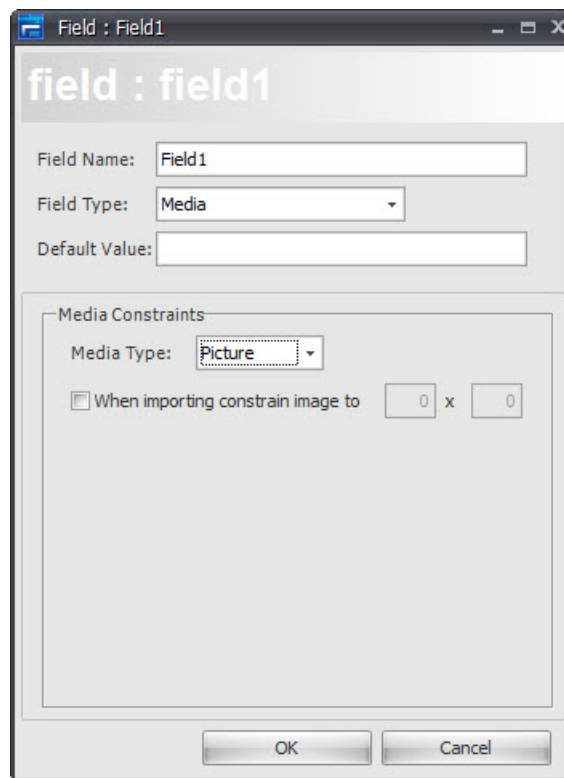 Field : Field1
field : field1
Field Name: Field1
Field Type: Media
Default Value:
Media Constraints
Media Type: Picture
When importing constrain image to 0 x 0
OK Cancel